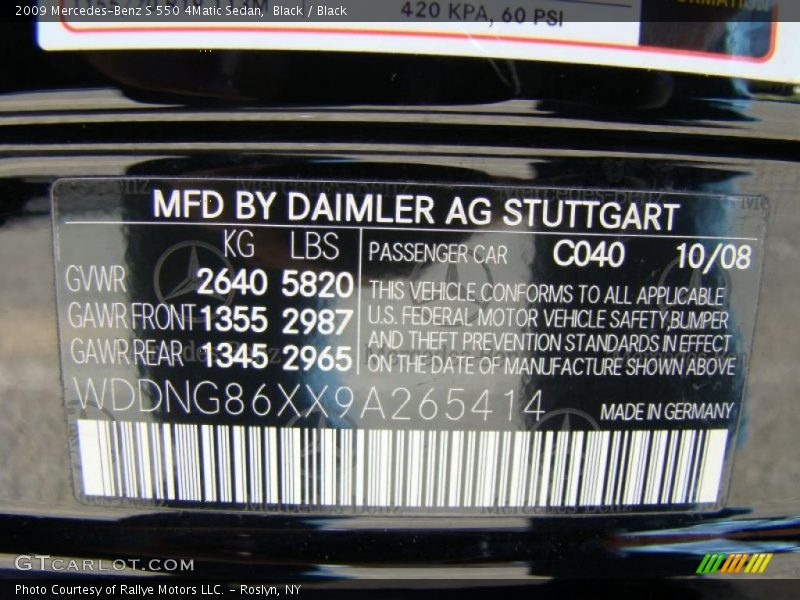 2009 Mercedes-Benz S 550 4Matic Sedan,  Black / Black
420 KPA, 60 PSI
MFD BY DAIMLER AG STUTTGART
KG LBS
GVWR 2640 5820
GAWR FRONT 1355 2987
GAWR REAR 1345 2965
PASSENGER CAR C040 10/08
THIS VEHICLE CONFORMS TO ALL APPLICABLE
U.S. FEDERAL MOTOR VEHICLE SAFETY,BUMPER
AND THEFT PREVENTION STANDARDS IN EFFECT
ON THE DATE OF MANUFACTURE SHOWN ABOVE
WDDNG86XX9A265414
MADE IN GERMANY
GTCARLOT.COM
Photo Courtesy of Rallye Motors LLC. - Roslyn, NY